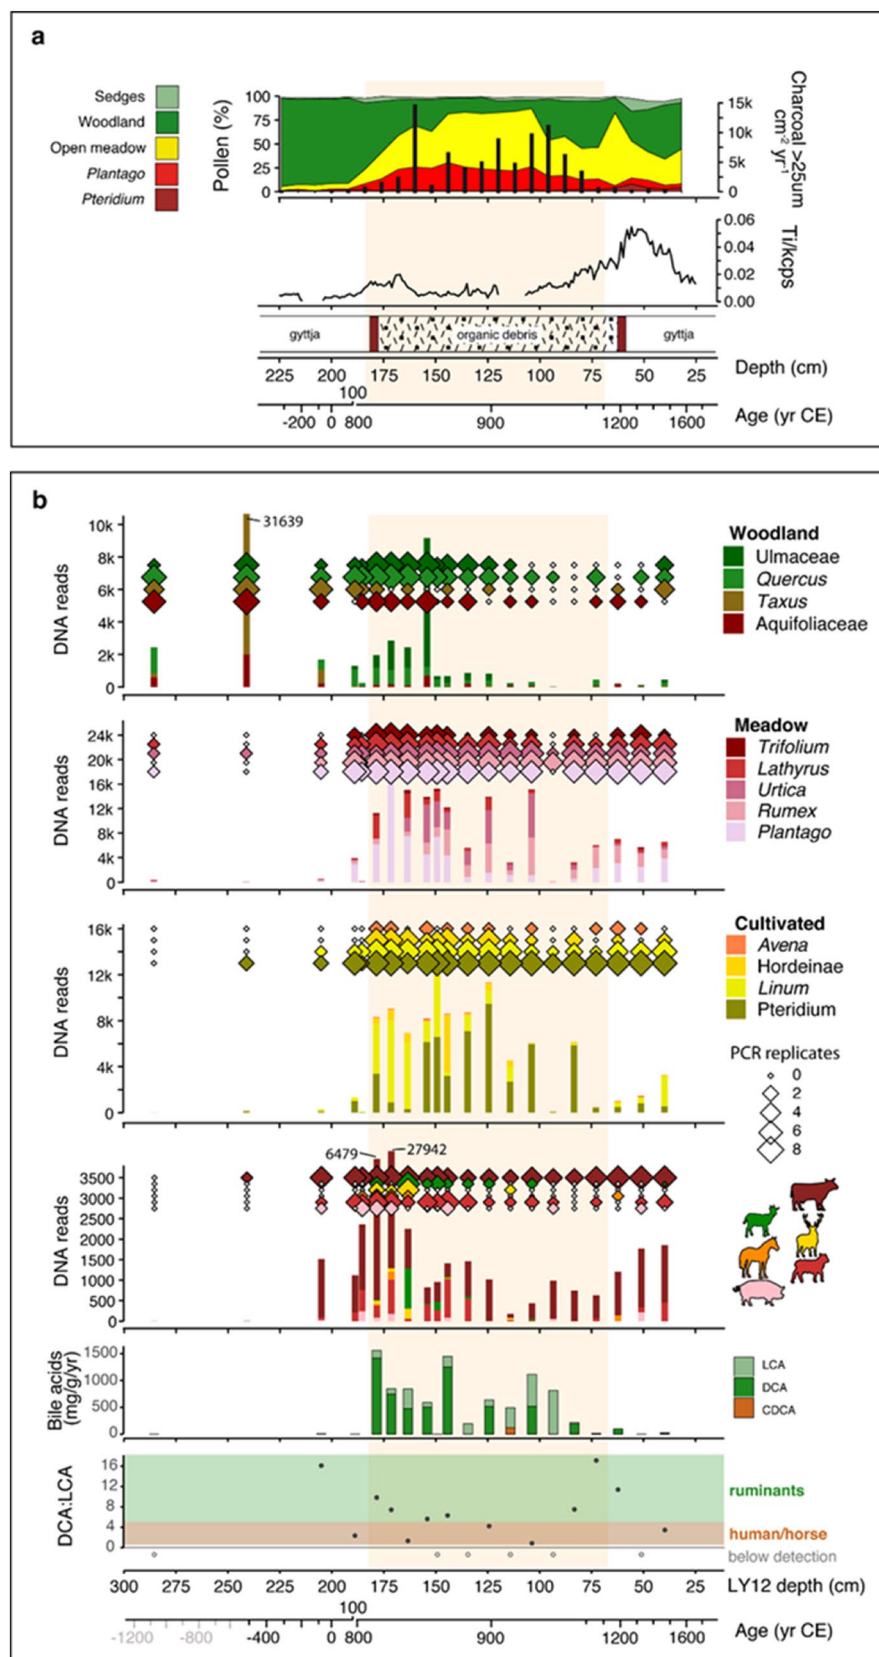 a
Sedges
Woodland
Open meadow
Plantago
Pteridium
Pollen (%)
100
75
50
25
0
15k
10k
5k
0
Charcoal >25um
cm-2 yr-1
0.06
0.04
0.02
0.00
Ti/kcps
gyttja
organic debris
gyttja
225 200 175 150 125 100 75 50 25
Depth (cm)
100
-200 0 800 900 1200 1600
Age (yr CE)
b
DNA reads
10k
8k
6k
4k
2k
0
31639
Woodland
Ulmaceae
Quercus
Taxus
Aquifoliaceae
DNA reads
24k
20k
16k
12k
8k
4k
0
Meadow
Trifolium
Lathyrus
Urtica
Rumex
Plantago
DNA reads
16k
12k
8k
4k
0
Cultivated
Avena
Hordeinae
Linum
Pteridium
PCR replicates
0
2
4
6
8
DNA reads
3500
3000
2500
2000
1500
1000
500
0
6479
27942
Bile acids
(mg/g/yr)
1500
1000
500
0
LCA
DCA
CDCA
DCA:LCA
16
12
8
4
0
ruminants
human/horse
below detection
300 275 250 225 200 175 150 125 100 75 50 25
LY12 depth (cm)
100
-1200 -800 -400 0 800 900 1200 1600
Age (yr CE)